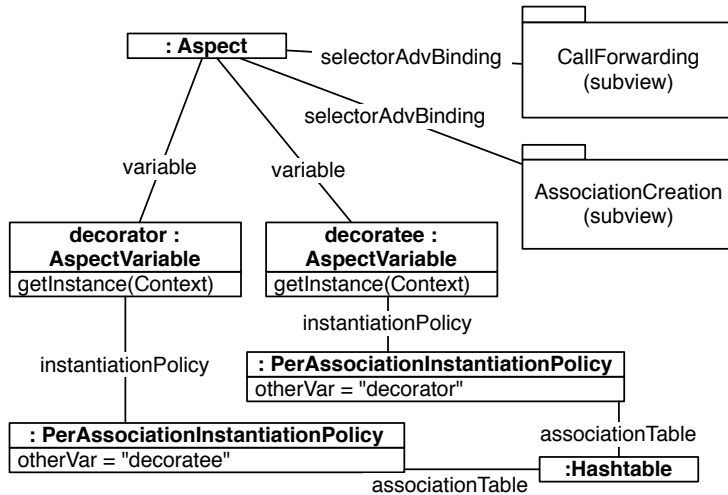 : Aspect
selectorAdvBinding
CallForwarding
(subview)
selectorAdvBinding
variable
variable
AssociationCreation
(subview)
decorator :
AspectVariable
getInstance(Context)
decoratee :
AspectVariable
getInstance(Context)
instantiationPolicy
instantiationPolicy
: PerAssociationInstantiationPolicy
otherVar = "decorator"
: PerAssociationInstantiationPolicy
otherVar = "decoratee"
associationTable
:Hashtable
associationTable